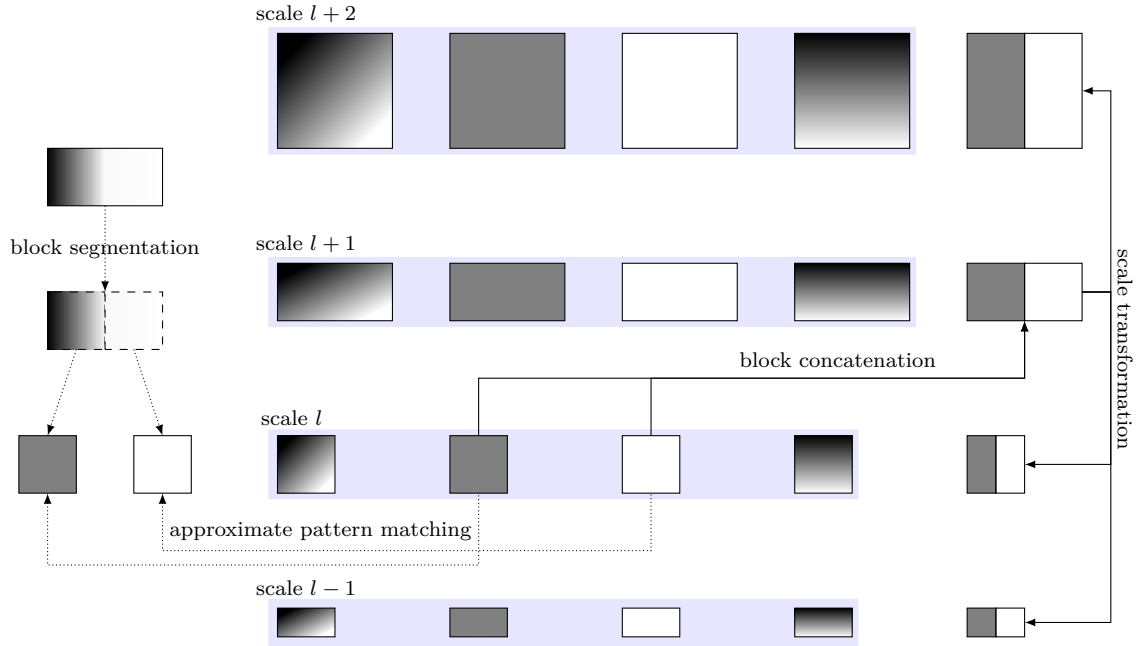 scale l + 2
block segmentation
scale l + 1
scale transformation
block concatenation
scale l
approximate pattern matching
scale l − 1